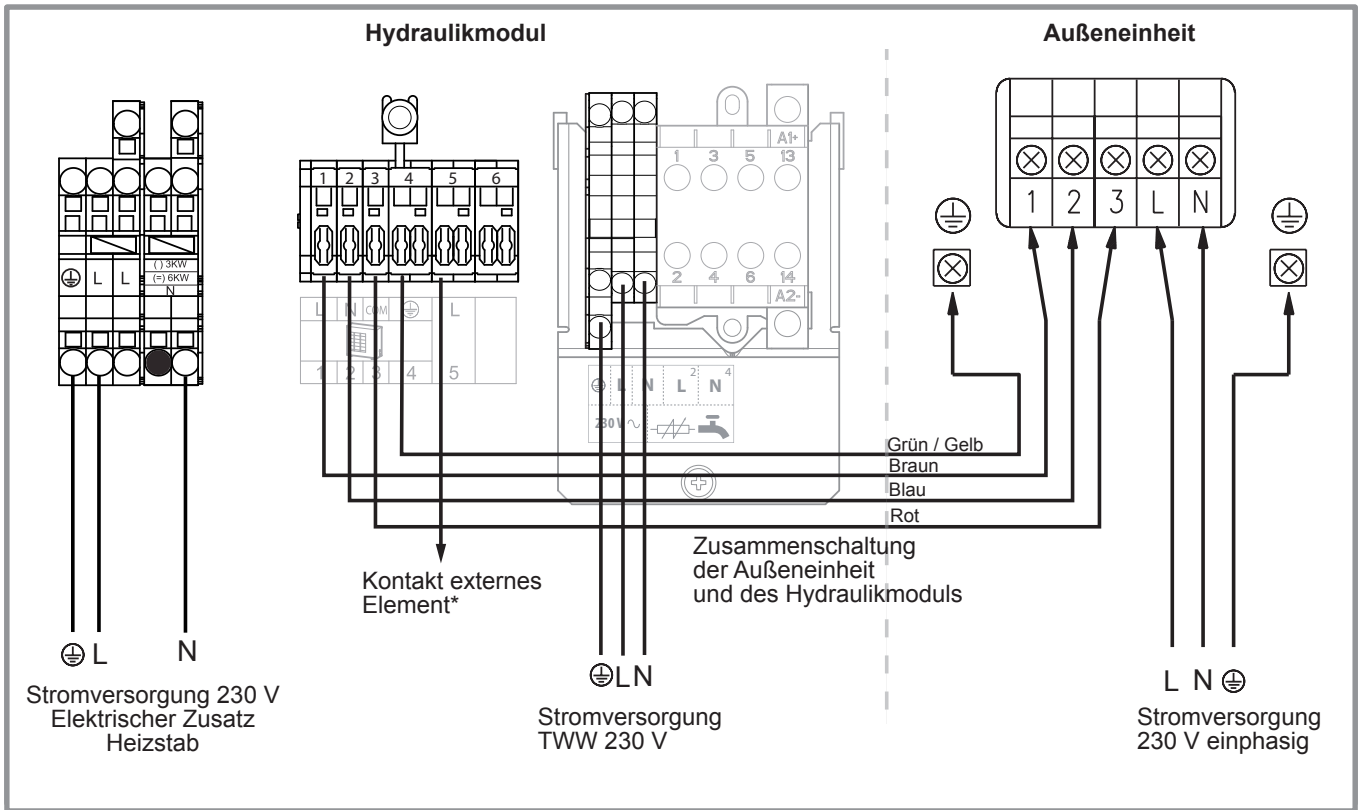 Hydraulikmodul
Außeneinheit
A1+
1 3 5 13
2 4 6 14
A2-
1 2 3 4 5 6
L N COM L
1 2 3 4 5
L L
( ) 3KW
(=) 6KW
N
L N L 2 N 4
230 V ~
1 2 3 L N
Grün / Gelb
Braun
Blau
Rot
Zusammenschaltung
der Außeneinheit
und des Hydraulikmoduls
Kontakt externes
Element*
L N
Stromversorgung 230 V
Elektrischer Zusatz
Heizstab
L N
Stromversorgung
TWW 230 V
L N
Stromversorgung
230 V einphasig